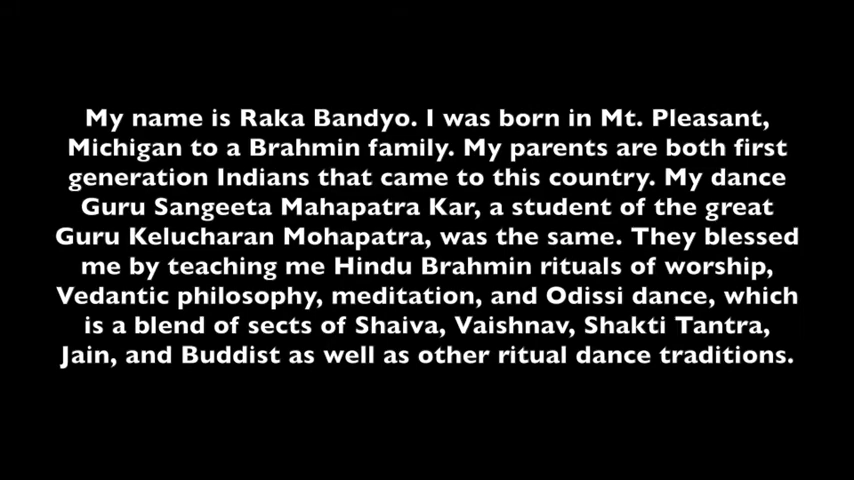 My name is Raka Bandyo. I was born in Mt. Pleasant,
Michigan to a Brahmin family. My parents are both first
generation Indians that came to this country. My dance
Guru Sangeeta Mahapatra Kar, a student of the great
Guru Kelucharan Mohapatra, was the same. They blessed
me by teaching me Hindu Brahmin rituals of worship,
Vedantic philosophy, meditation, and Odissi dance, which
is a blend of sects of Shaiva, Vaishnav, Shakti Tantra,
Jain, and Buddist as well as other ritual dance traditions.